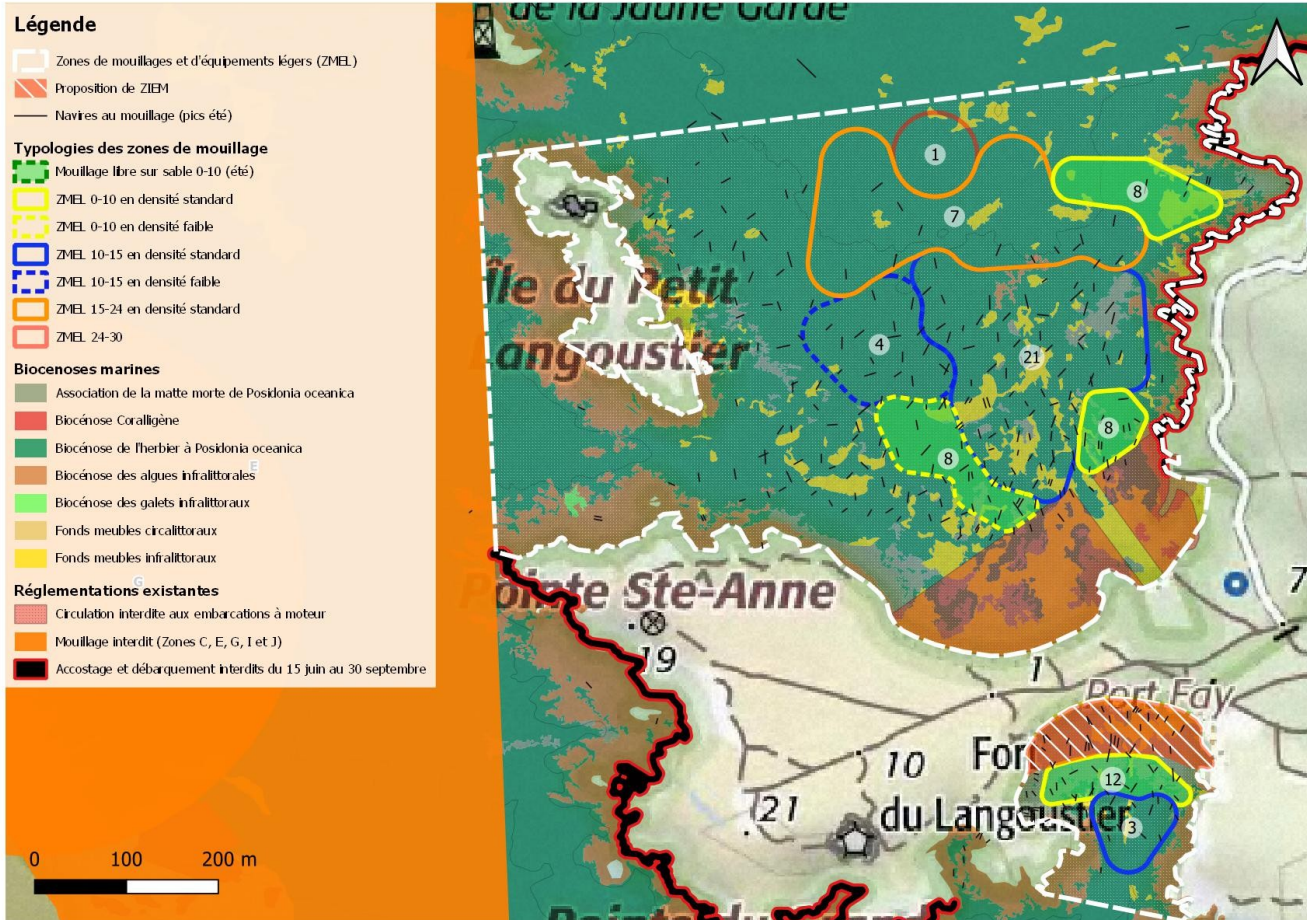 Légende
Zones de mouillages et d'équipements légers (ZMEL)
Proposition de ZIEM
Navires au mouillage (pics été)
Typologies des zones de mouillage
Mouillage libre sur sable 0-10 (été)
ZMEL 0-10 en densité standard
ZMEL 0-10 en densité faible
ZMEL 10-15 en densité standard
ZMEL 10-15 en densité faible
ZMEL 15-24 en densité standard
ZMEL 24-30
Biocenoses marines
Association de la matte morte de Posidonia oceanica
Biocénose Coralligène
Biocénose de l'herbier à Posidonia oceanica
Biocénose des algues infralittorales
E
Biocénose des galets infralittoraux
Fonds meubles circalittoraux
Fonds meubles infralittoraux
G
Réglementations existantes
Circulation interdite aux embarcations à moteur
Mouillage interdit (Zones C, E, G, I et J)
Accostage et débarquement interdits du 15 juin au 30 septembre
0 100 200 m
de la Jaune Garde
1
8
7
Île du Petit
Langoustier
4
21
8
8
Pointe Ste-Anne
19
7
1
Port Fay
10
For
12
21
du Langoustier
3
Pointe du